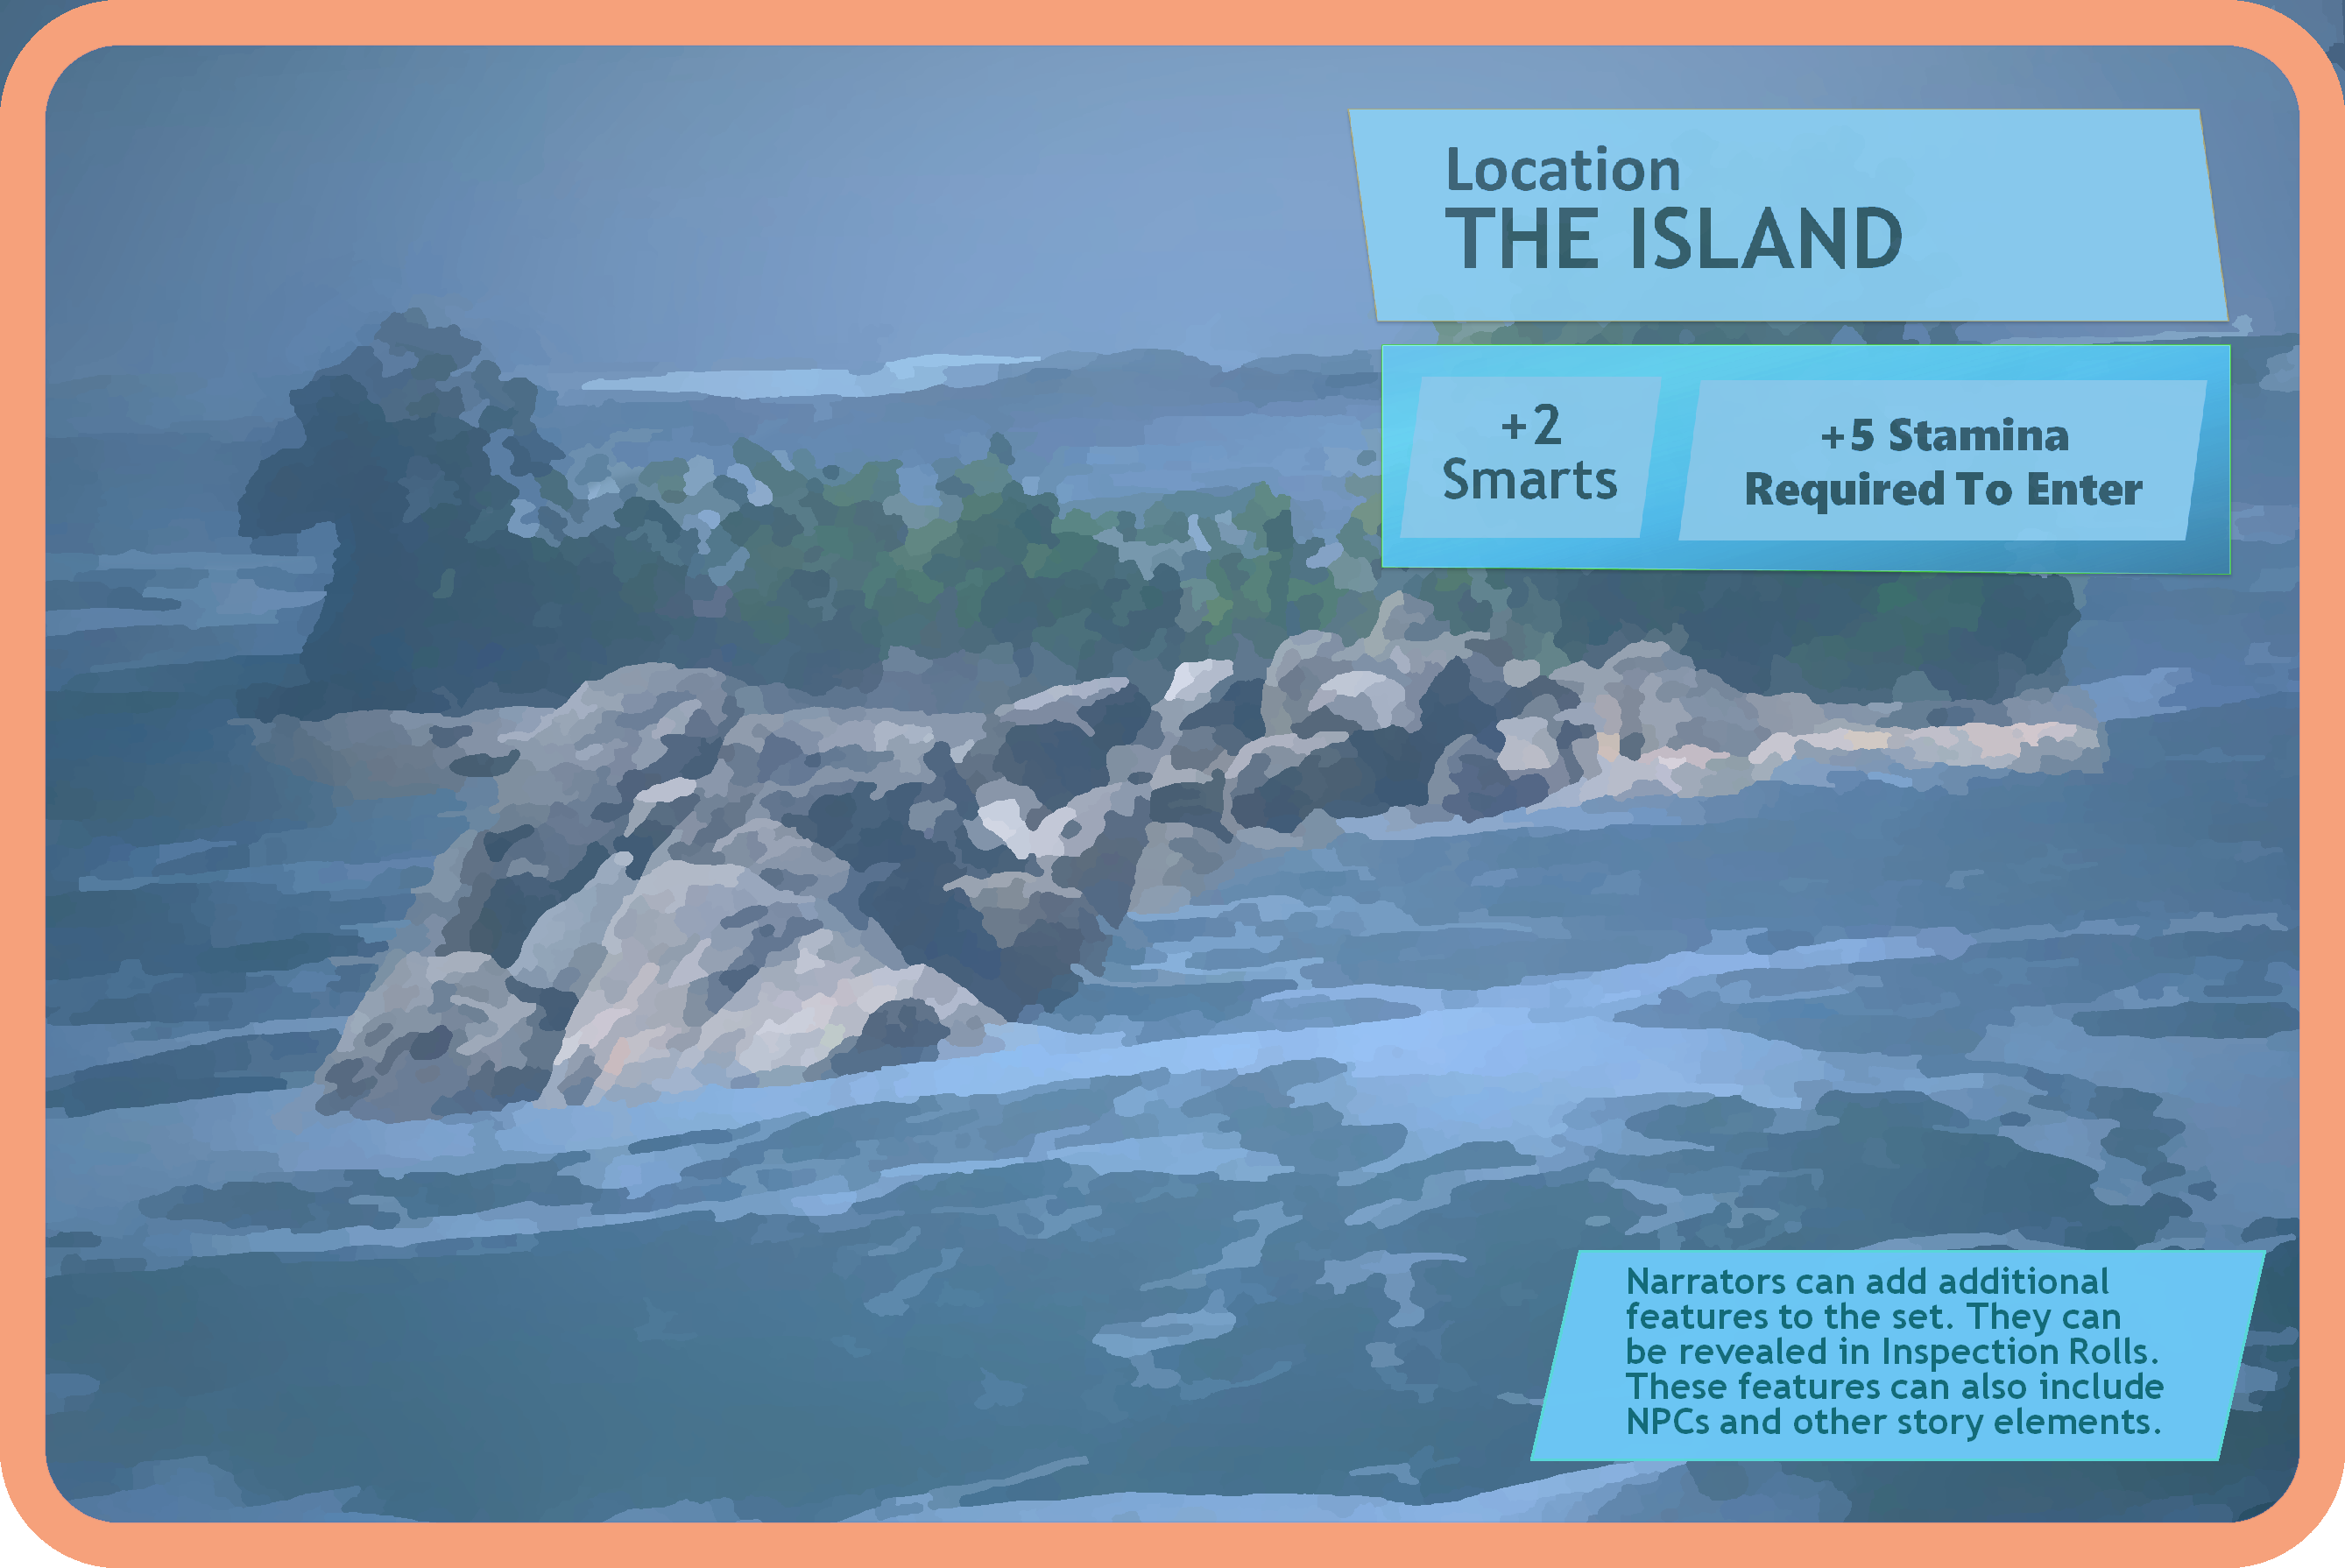 Location
THE ISLAND
+2
Smarts
+5 Stamina
Required To Enter
Narrators can add additional
features to the set. They can
be revealed in Inspection Rolls.
These features can also include
NPCs and other story elements.